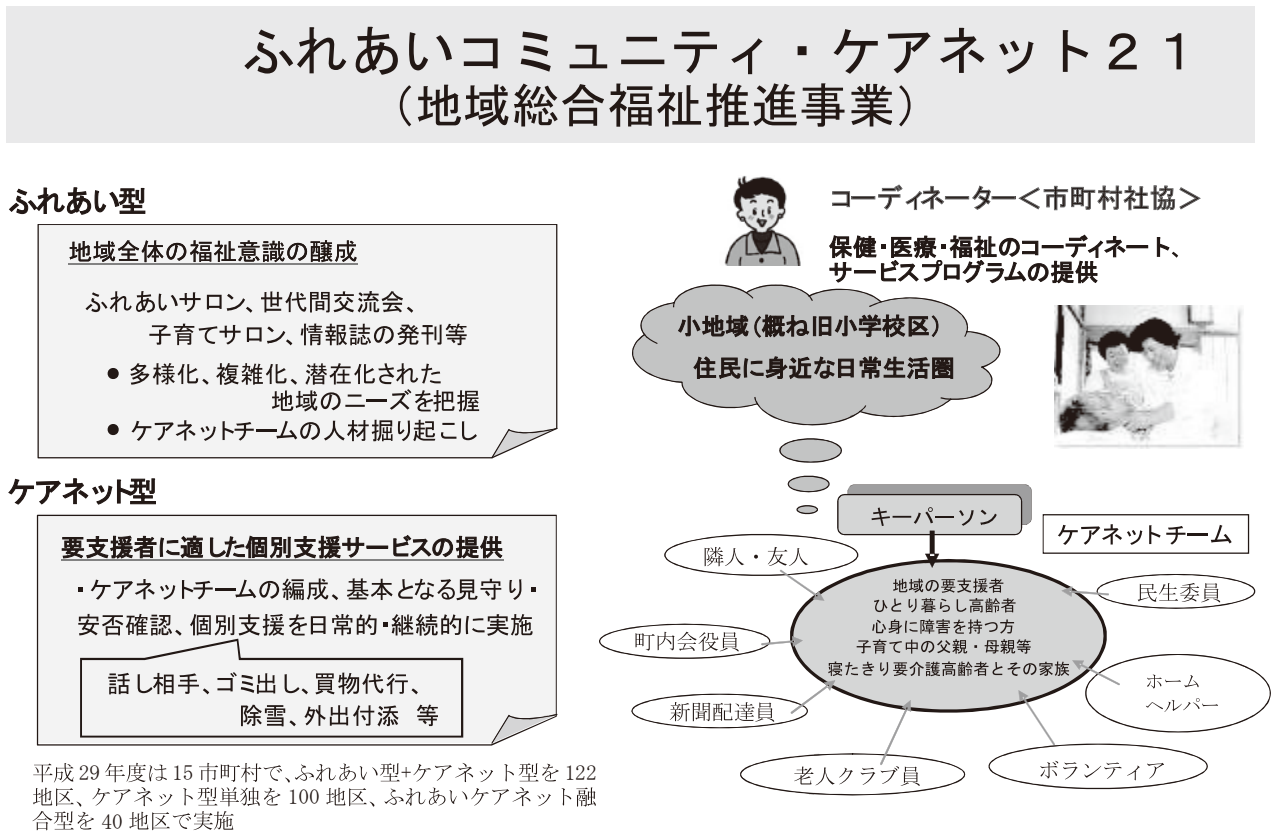 ふれあいコミュニティ・ケアネット２１
（地域総合福祉推進事業）
ふれあい型
地域全体の福祉意識の醸成
ふれあいサロン、世代間交流会、
子育てサロン、情報誌の発刊等
● 多様化、複雑化、潜在化された
地域のニーズを把握
● ケアネットチームの人材掘り起こし
ケアネット型
要支援者に適した個別支援サービスの提供
・ケアネットチームの編成、基本となる見守り・
安否確認、個別支援を日常的・継続的に実施
話し相手、ゴミ出し、買物代行、
除雪、外出付添 等
平成 29 年度は 15 市町村で、ふれあい型+ケアネット型を 122
地区、ケアネット型単独を 100 地区、ふれあいケアネット融
合型を 40 地区で実施
コーディネーター＜市町村社協＞
保健・医療・福祉のコーディネート、
サービスプログラムの提供
小地域（概ね旧小学校区）
住民に身近な日常生活圏
キーパーソン
ケアネットチーム
隣人・友人
民生委員
町内会役員
地域の要支援者
ひとり暮らし高齢者
心身に障害を持つ方
子育て中の父親・母親等
寝たきり要介護高齢者とその家族
ホーム
ヘルパー
新聞配達員
老人クラブ員
ボランティア